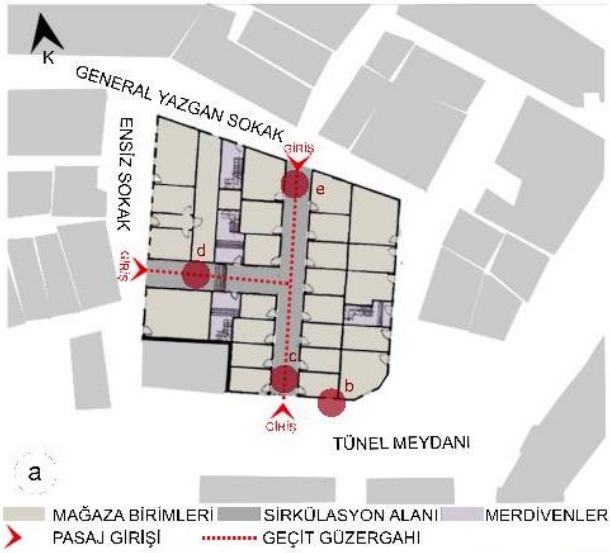 K
GENERAL YAZGAN SOKAK
ENSİZ SOKAK
GİRİŞ
e
d
GİRİŞ
c
b
GİRİŞ
TÜNEL MEYDANI
a
MAĞAZA BİRİMLERİ SİRKÜLASYON ALANI MERDİVENLER
PASAJ GİRİŞİ GEÇİT GÜZERGAHI